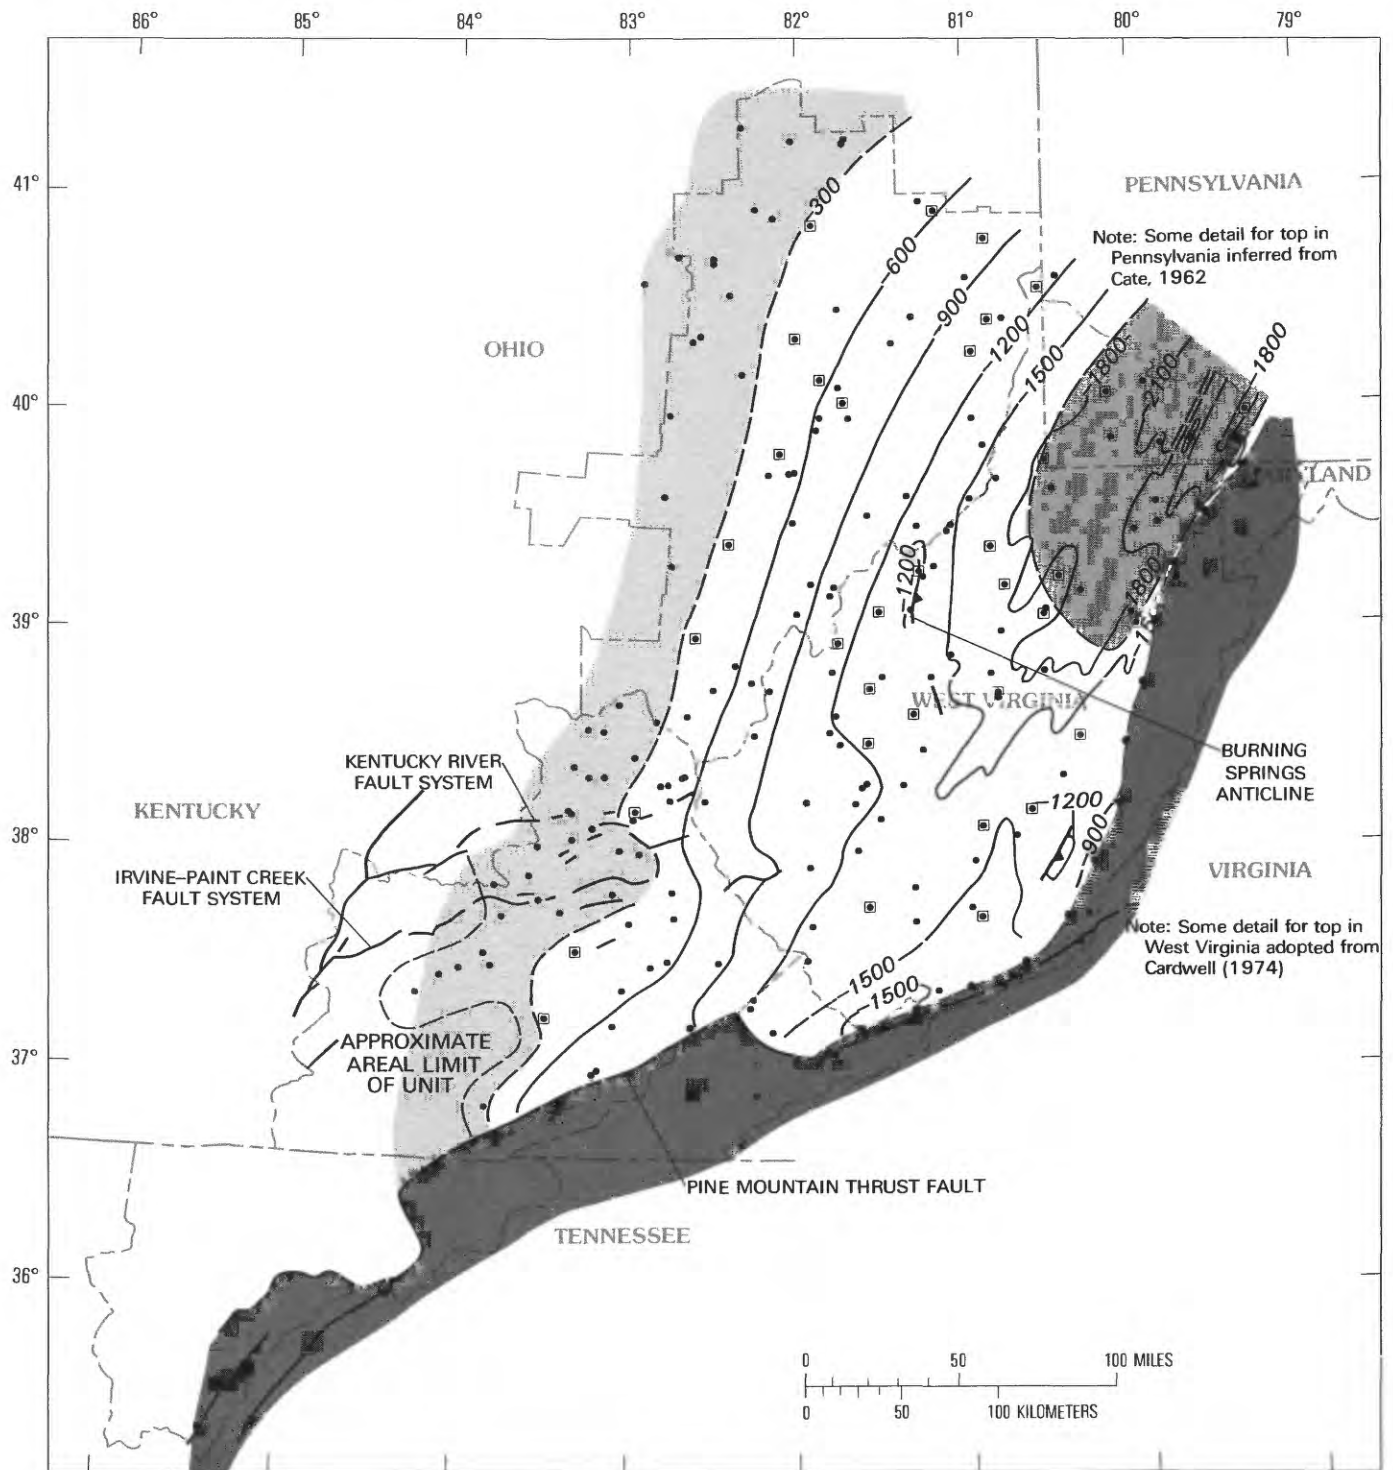 86° 85° 84° 83° 82° 81° 80° 79°
41°
PENNSYLVANIA
Note: Some detail for top in
Pennsylvania inferred from
Cate, 1962
300
600
900
1200
1500
1800
2100
1800
OHIO
40°
39°
1200
1800
WEST VIRGINIA
BURNING
SPRINGS
ANTICLINE
KENTUCKY RIVER
FAULT SYSTEM
KENTUCKY
38°
1200
900
IRVINE–PAINT CREEK
FAULT SYSTEM
VIRGINIA
Note: Some detail for top in
West Virginia adopted from
Cardwell (1974)
1500
1500
37°
APPROXIMATE
AREAL LIMIT
OF UNIT
PINE MOUNTAIN THRUST FAULT
TENNESSEE
36°
0 50 100 MILES
0 50 100 KILOMETERS